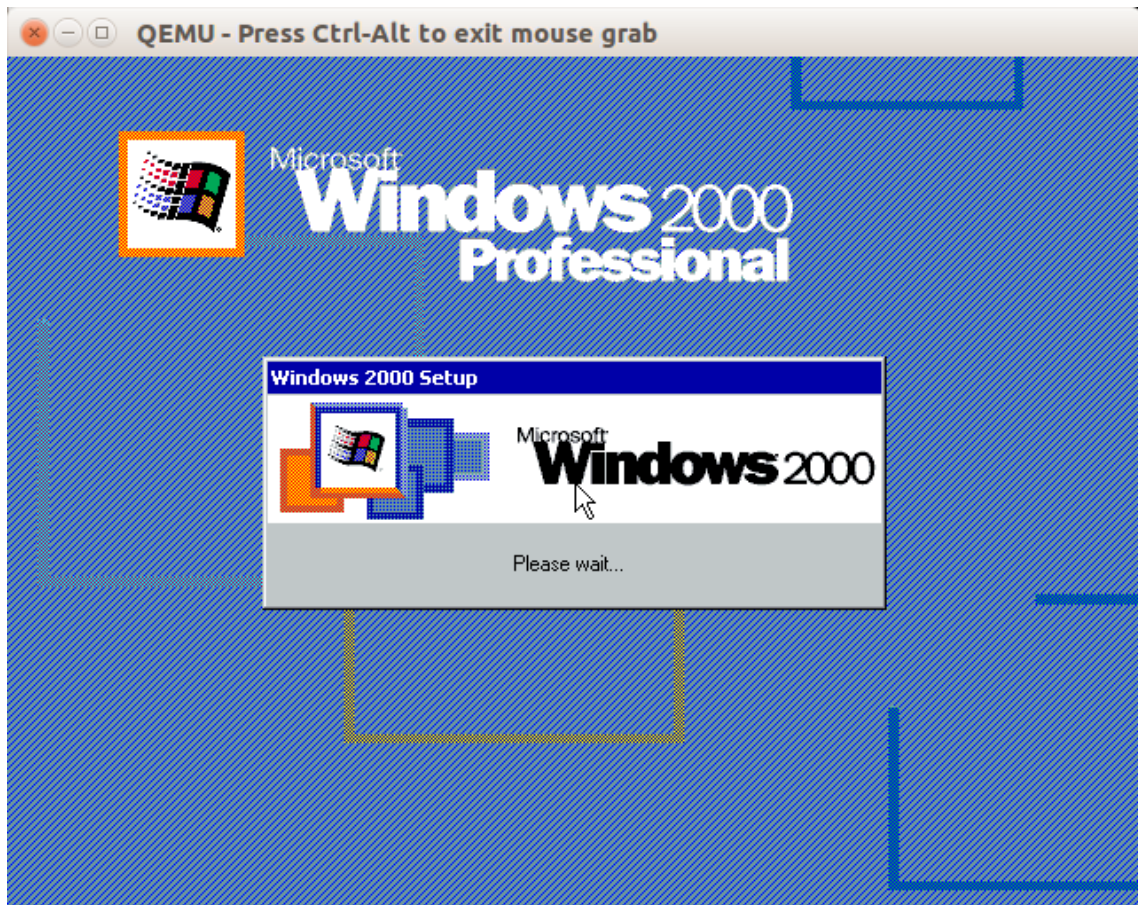 QEMU - Press Ctrl-Alt to exit mouse grab
Microsoft
Windows 2000
Professional
Windows 2000 Setup
Microsoft
Windows 2000
Please wait...